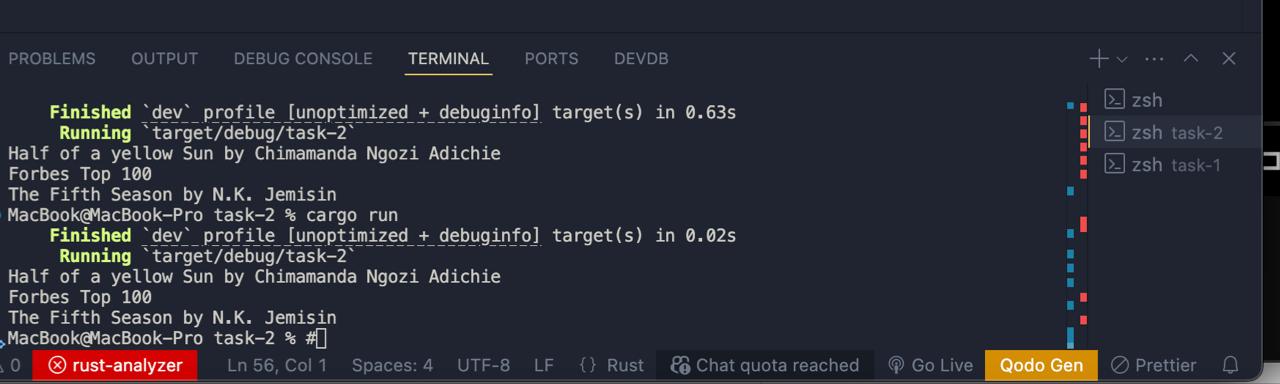 PROBLEMS OUTPUT DEBUG CONSOLE TERMINAL PORTS DEVDB
Finished `dev` profile [unoptimized + debuginfo] target(s) in 0.63s
Running `target/debug/task-2`
Half of a yellow Sun by Chimamanda Ngozi Adichie
Forbes Top 100
The Fifth Season by N.K. Jemisin
MacBook@MacBook-Pro task-2 % cargo run
Finished `dev` profile [unoptimized + debuginfo] target(s) in 0.02s
Running `target/debug/task-2`
Half of a yellow Sun by Chimamanda Ngozi Adichie
Forbes Top 100
The Fifth Season by N.K. Jemisin
MacBook@MacBook-Pro task-2 % #
zsh
zsh task-2
zsh task-1
0 rust-analyzer Ln 56, Col 1 Spaces: 4 UTF-8 LF {} Rust Chat quota reached Go Live Qodo Gen Prettier